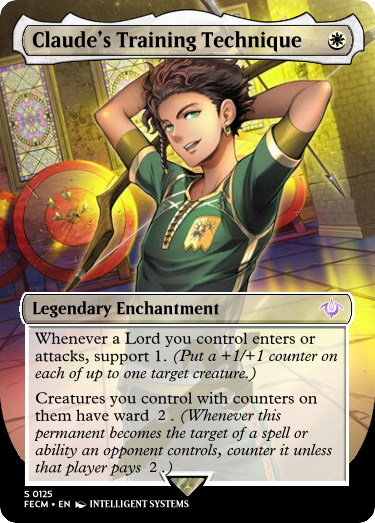 Claude's Training Technique
Legendary Enchantment
Whenever a Lord you control enters or
attacks, support 1. (Put a +1/+1 counter on
each of up to one target creature.)
Creatures you control with counters on
them have ward 2 . (Whenever this
permanent becomes the target of a spell or
ability an opponent controls, counter it unless
that player pays 2 .)
S 0125
FECM • EN INTELLIGENT SYSTEMS